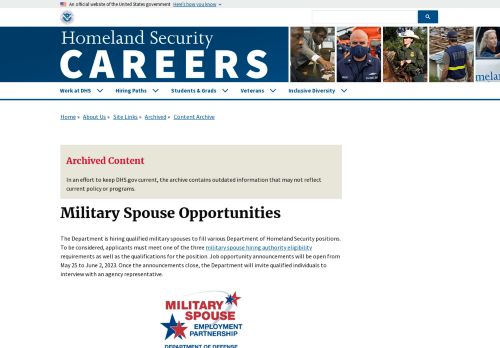 An official website of the United States government Here's how you know
Homeland Security
CAREERS
Work at DHS
Hiring Paths
Students & Grads
Veterans
Inclusive Diversity
Home » About Us » Site Links » Archived » Content Archive
Archived Content
In an effort to keep DHS.gov current, the archive contains outdated information that may not reflect
current policy or programs.
Military Spouse Opportunities
The Department is hiring qualified military spouses to fill various Department of Homeland Security positions.
To be considered, applicants must meet one of the three military spouse hiring authority eligibility
requirements as well as the qualifications for the position. Job opportunity announcements will be open from
May 25 to June 2, 2023. Once the announcements close, the Department will invite qualified individuals to
interview with an agency representative.
MILITARY
SPOUSE
EMPLOYMENT
PARTNERSHIP
DEPARTMENT OF DEFENSE